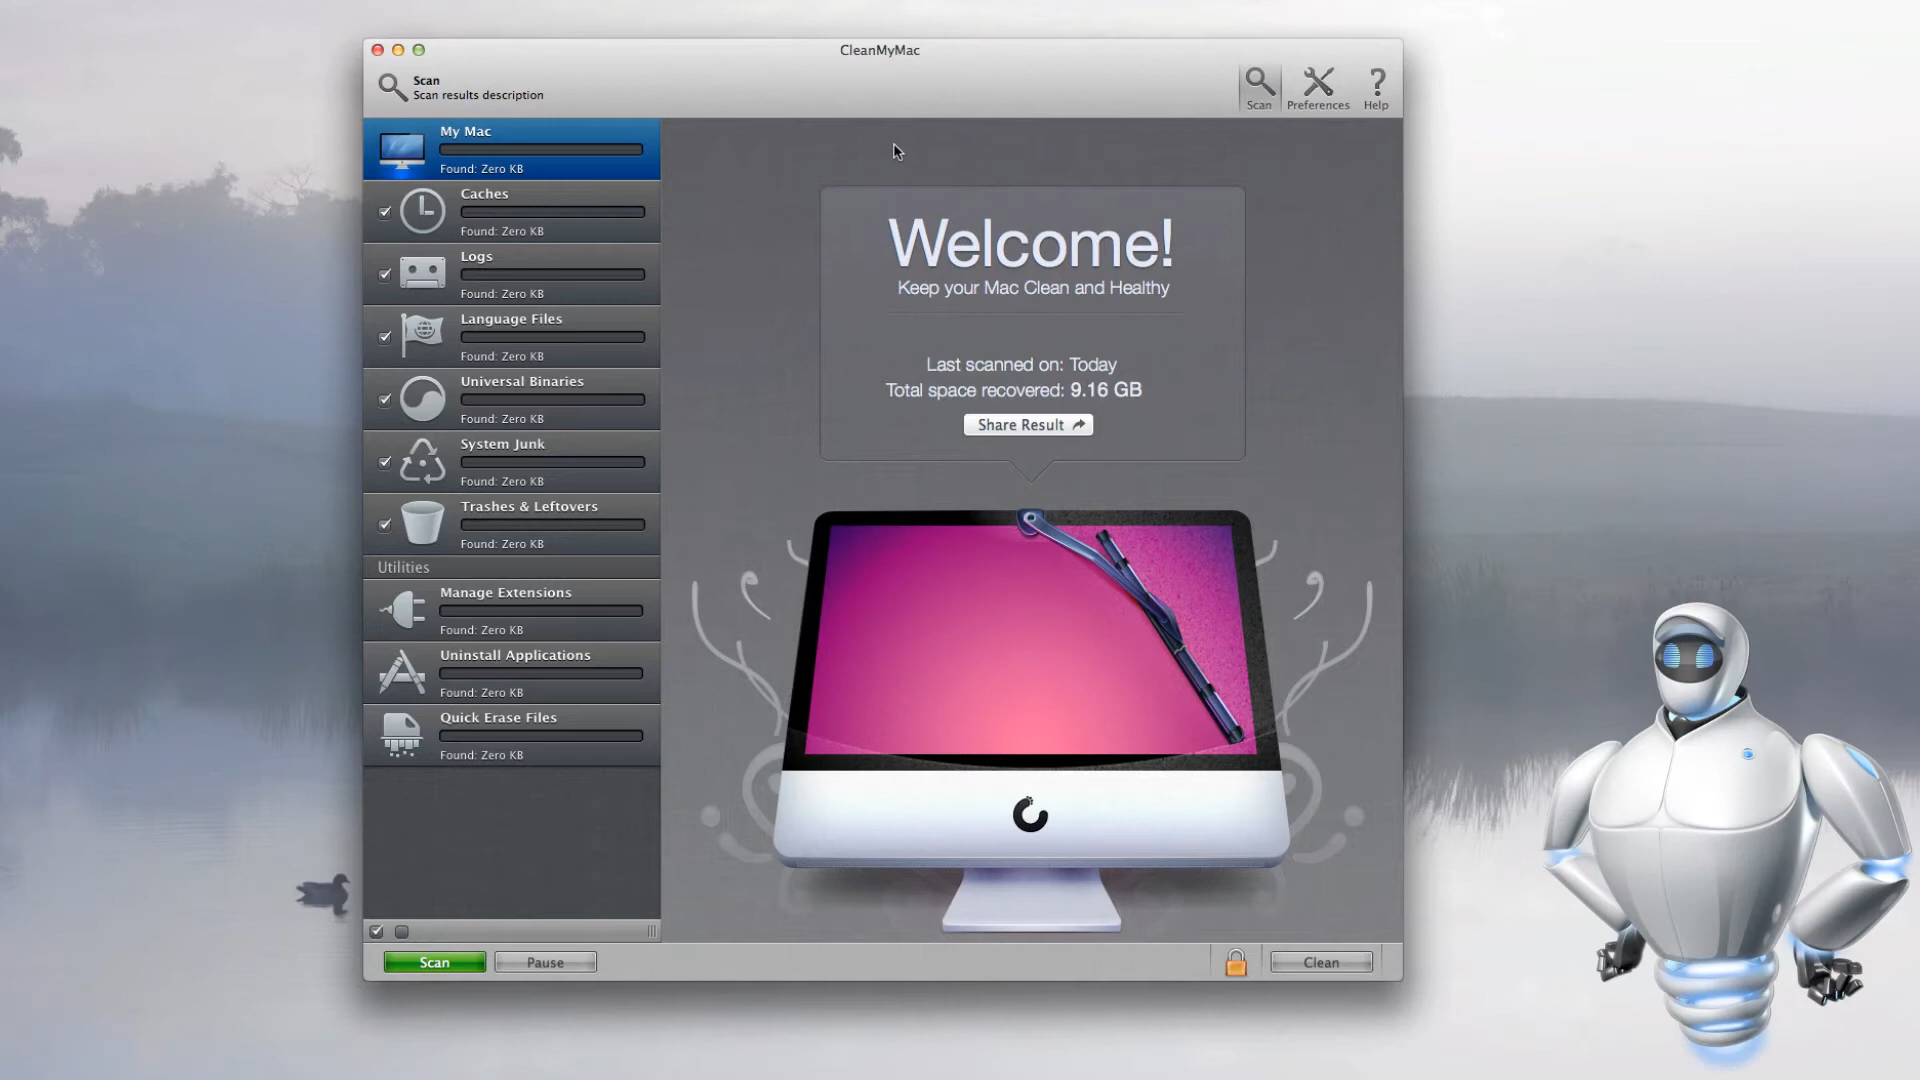 CleanMyMac
Scan
Scan results description
Scan
Preferences
Help
My Mac
Found: Zero KB
Caches
Found: Zero KB
Logs
Found: Zero KB
Language Files
Found: Zero KB
Universal Binaries
Found: Zero KB
System Junk
Found: Zero KB
Trashes & Leftovers
Found: Zero KB
Utilities
Manage Extensions
Found: Zero KB
Uninstall Applications
Found: Zero KB
Quick Erase Files
Found: Zero KB
Welcome!
Keep your Mac Clean and Healthy
Last scanned on: Today
Total space recovered: 9.16 GB
Share Result
Scan
Pause
Clean